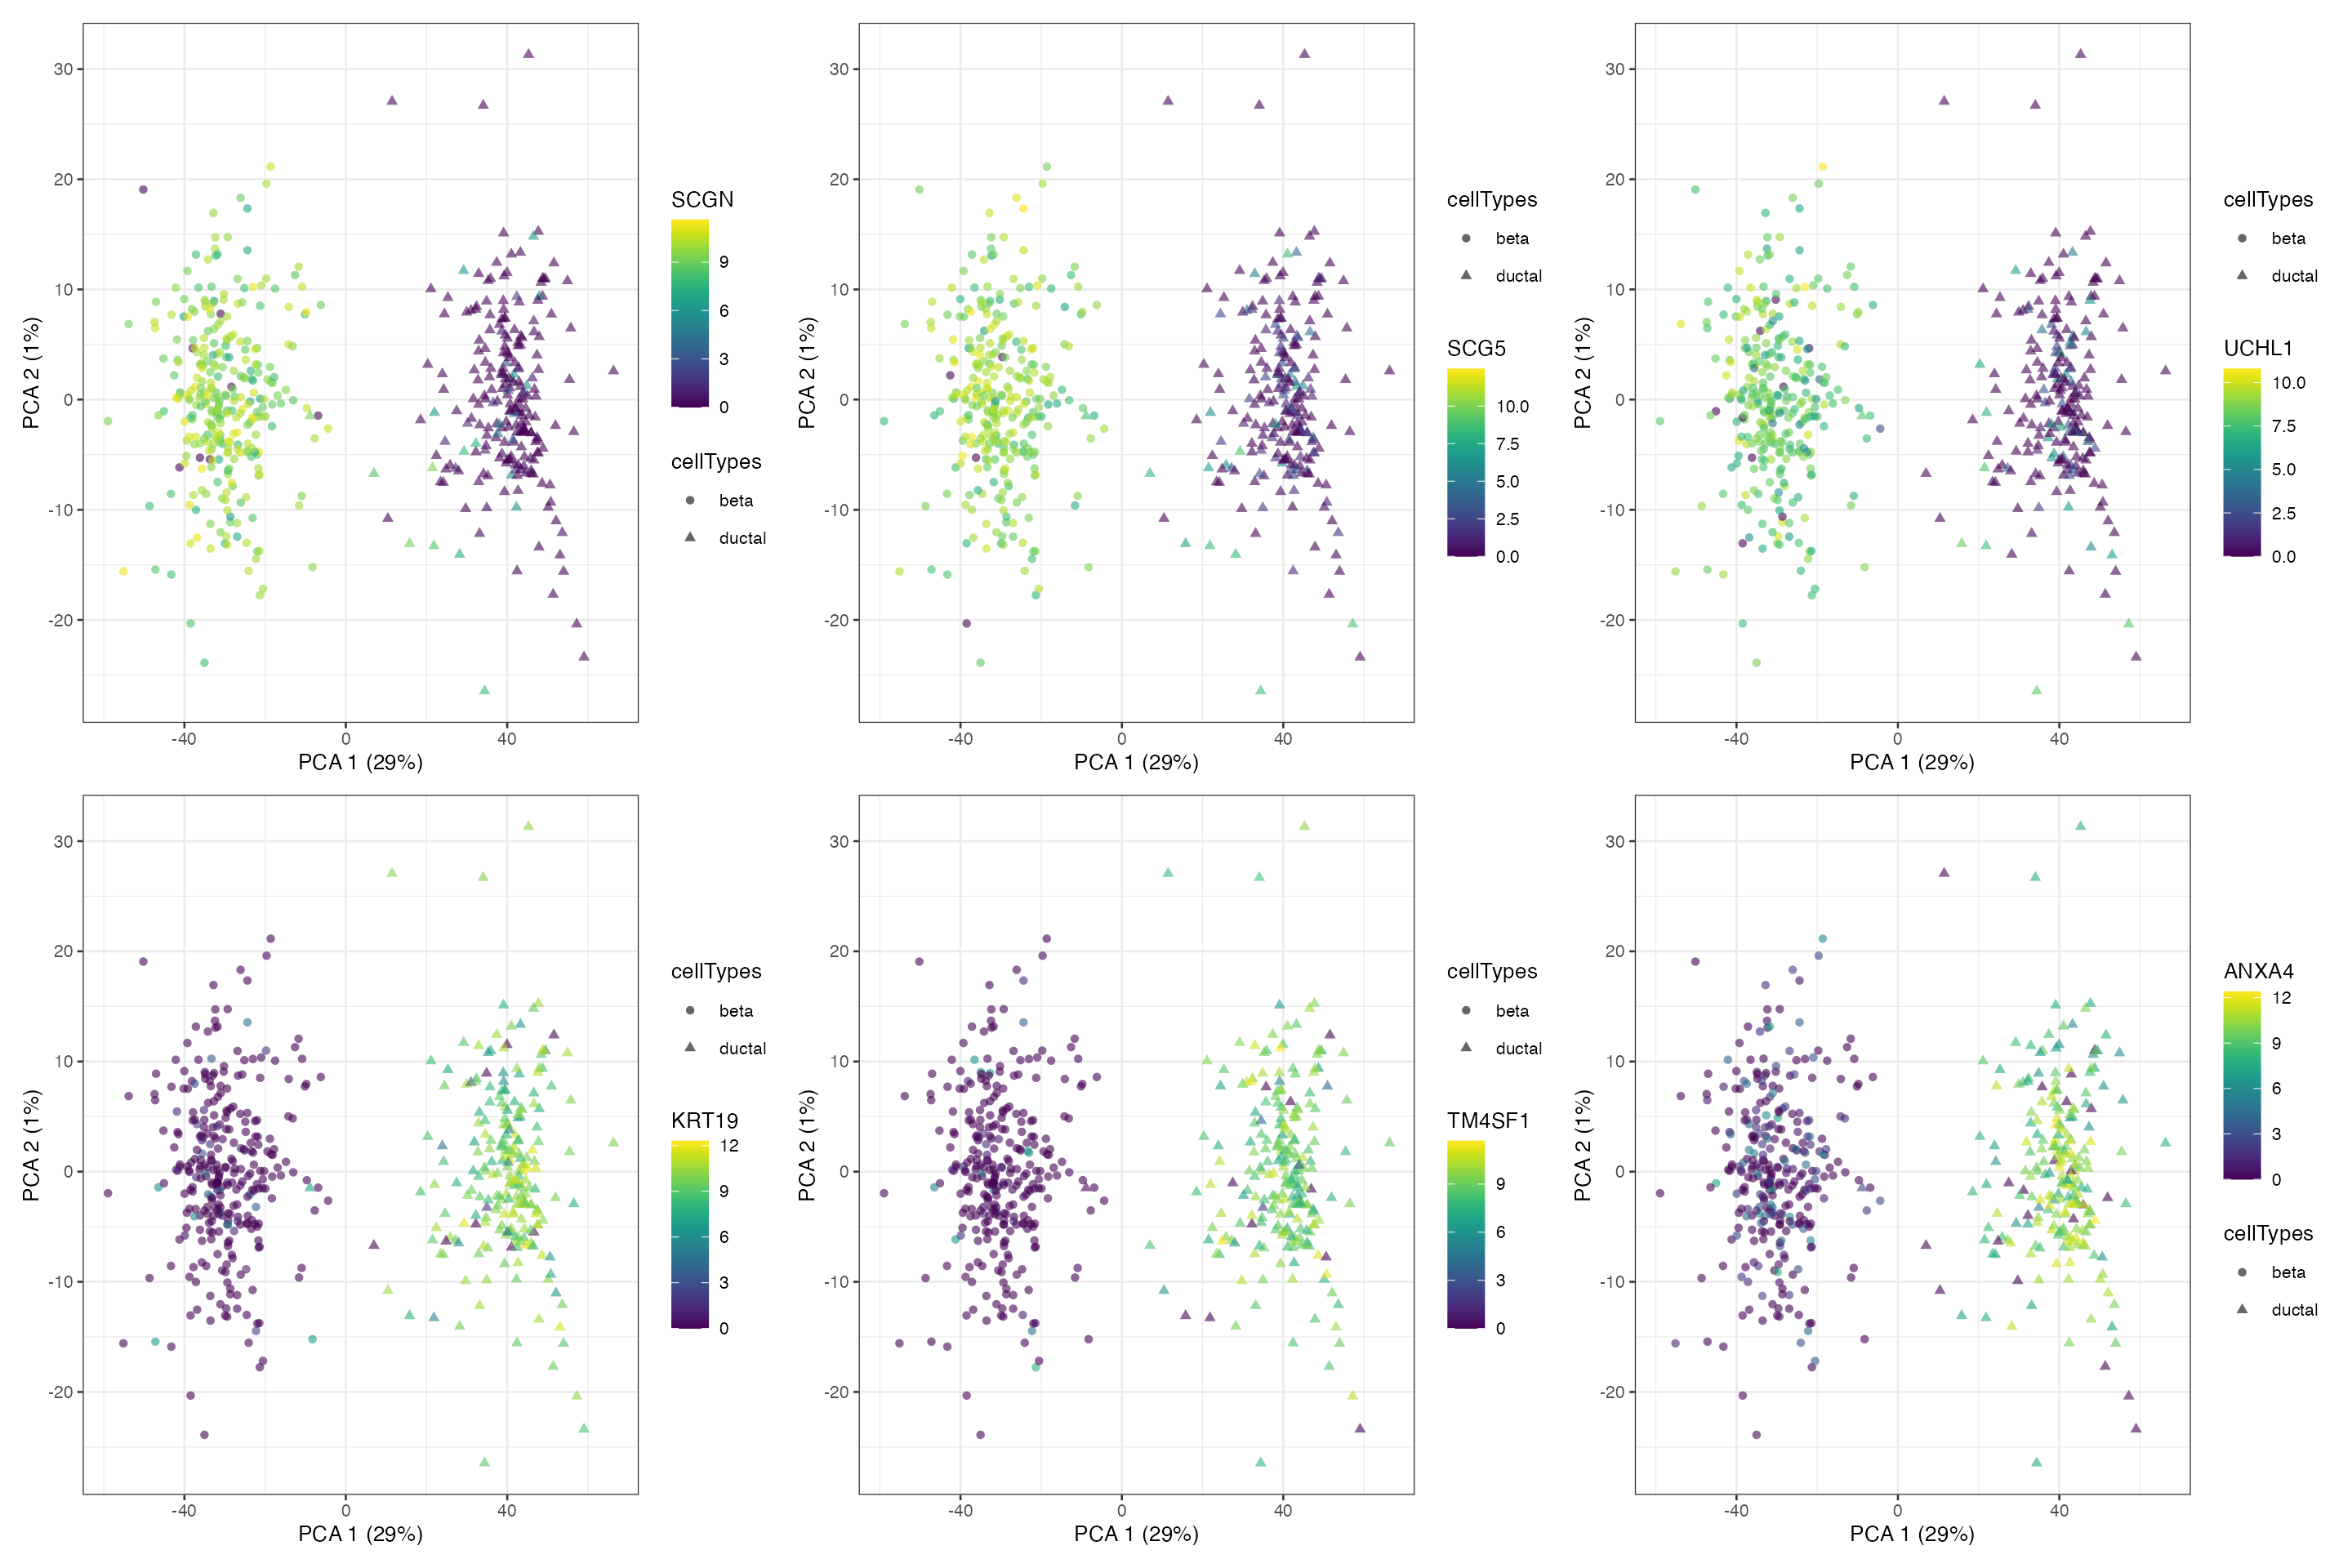 30
20
10
0
-10
-20
PCA 2 (1%)
-40
0
40
PCA 1 (29%)
SCGN
9
6
3
0
cellTypes
beta
ductal
30
20
10
0
-10
-20
PCA 2 (1%)
-40
0
40
PCA 1 (29%)
cellTypes
beta
ductal
SCG5
10.0
7.5
5.0
2.5
0.0
30
20
10
0
-10
-20
PCA 2 (1%)
-40
0
40
PCA 1 (29%)
cellTypes
beta
ductal
UCHL1
10.0
7.5
5.0
2.5
0.0
30
20
10
0
-10
-20
PCA 2 (1%)
-40
0
40
PCA 1 (29%)
cellTypes
beta
ductal
KRT19
12
9
6
3
0
30
20
10
0
-10
-20
PCA 2 (1%)
-40
0
40
PCA 1 (29%)
cellTypes
beta
ductal
TM4SF1
9
6
3
0
30
20
10
0
-10
-20
PCA 2 (1%)
-40
0
40
PCA 1 (29%)
ANXA4
12
9
6
3
0
cellTypes
beta
ductal